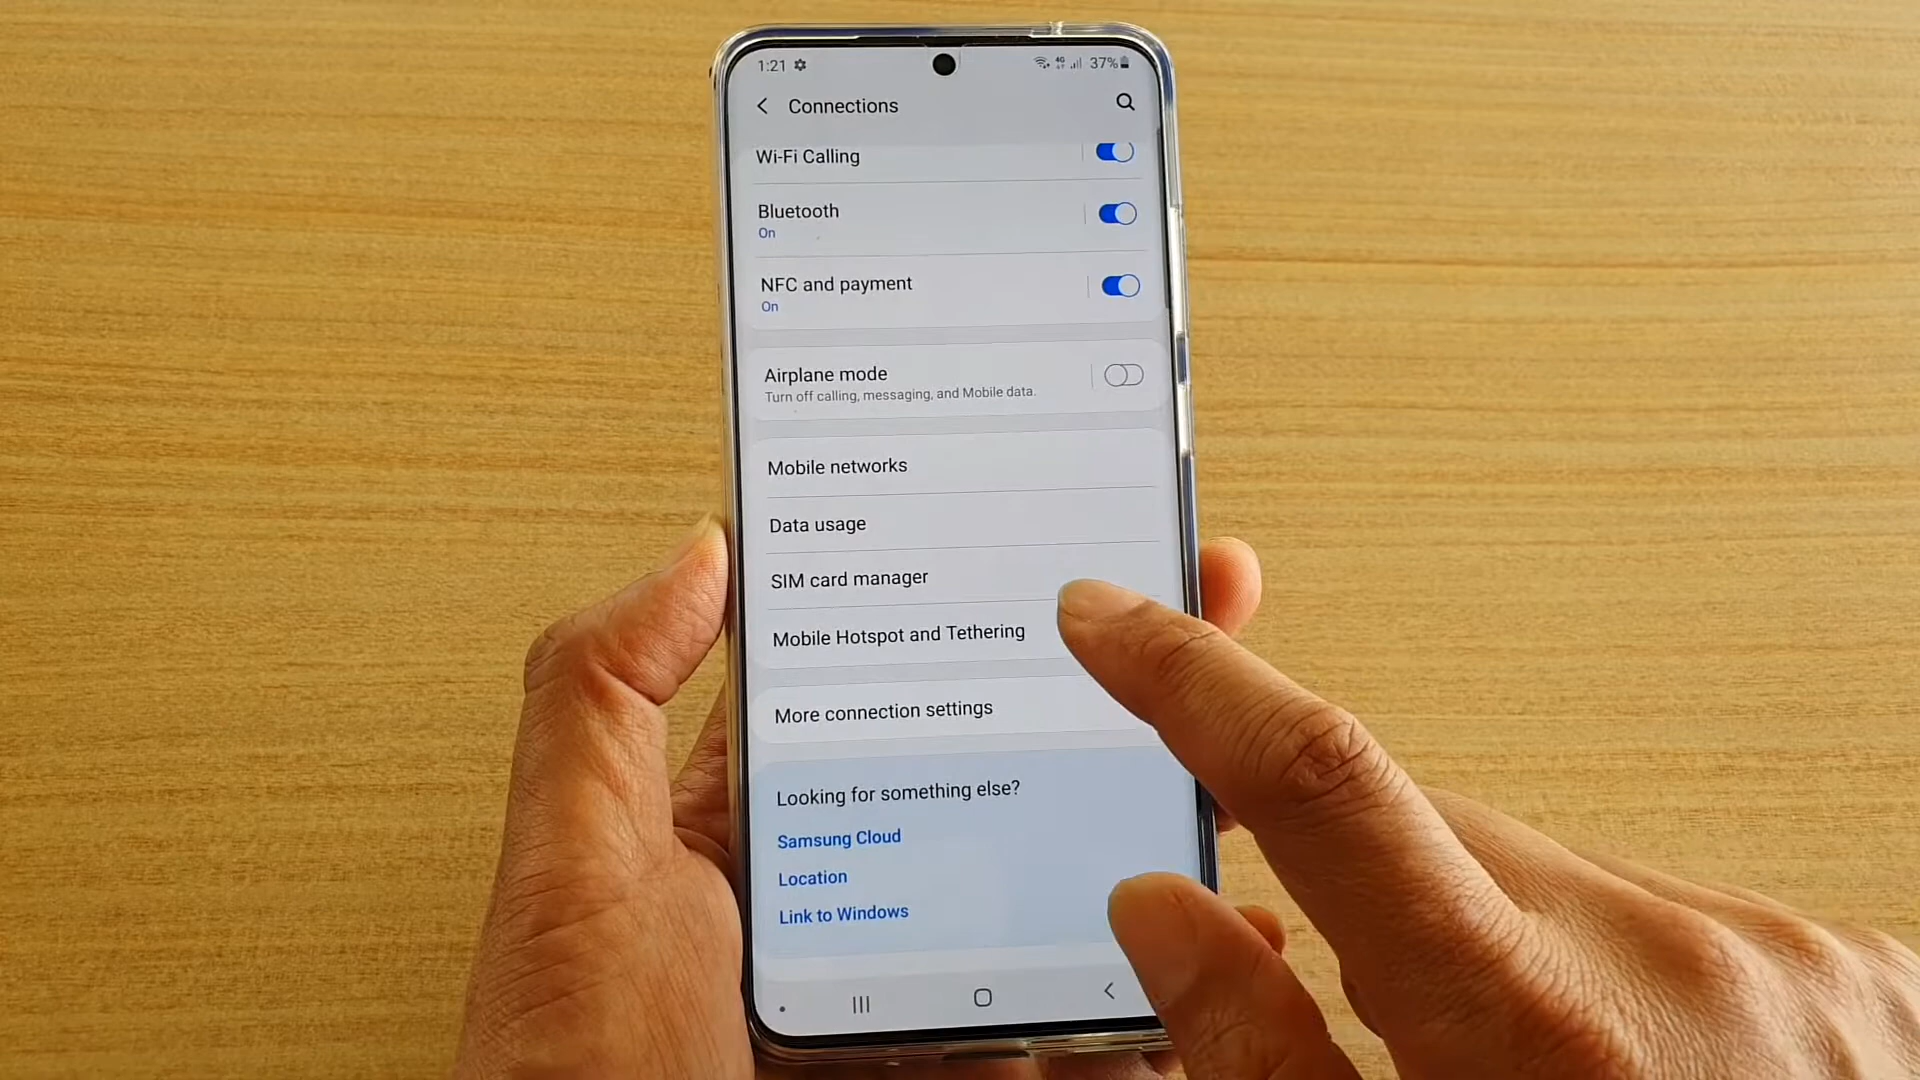 1:21
4G
37%
Connections
Wi-Fi Calling
Bluetooth
On
NFC and payment
On
Airplane mode
Turn off calling, messaging, and Mobile data.
Mobile networks
Data usage
SIM card manager
Mobile Hotspot and Tethering
More connection settings
Looking for something else?
Samsung Cloud
Location
Link to Windows